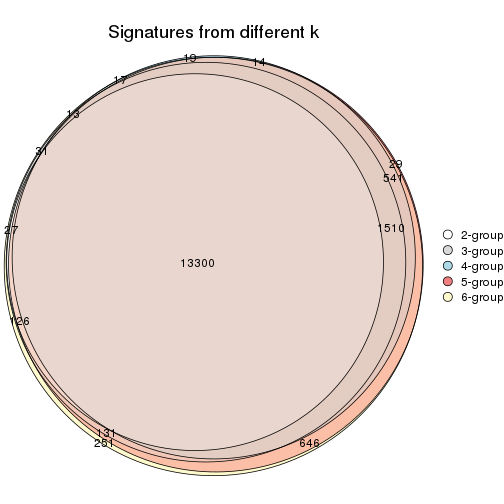 Signatures from different k
19
14
17
13
31
29
541
1510
27
13300
126
131
251
646
2-group
3-group
4-group
5-group
6-group